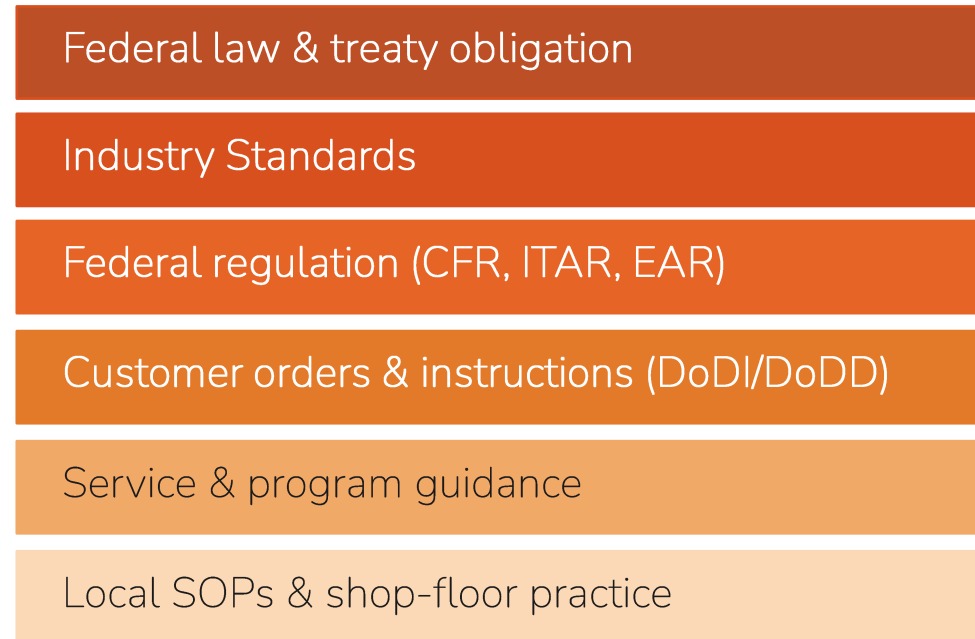 Federal law & treaty obligation
Industry Standards
Federal regulation (CFR, ITAR, EAR)
Customer orders & instructions (DoDI/DoDD)
Service & program guidance
Local SOPs & shop-floor practice